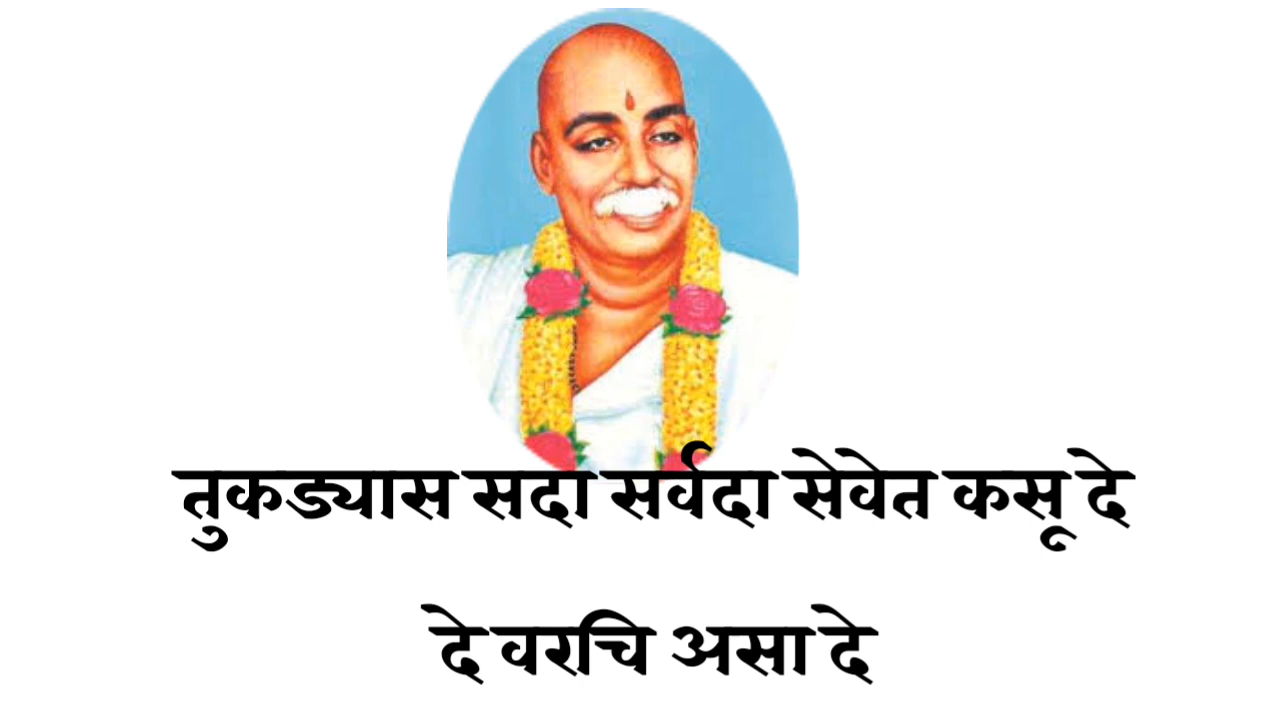 तुकड्यास सदा सर्वदा सेवेत कसू दे
दे वरचि असा दे